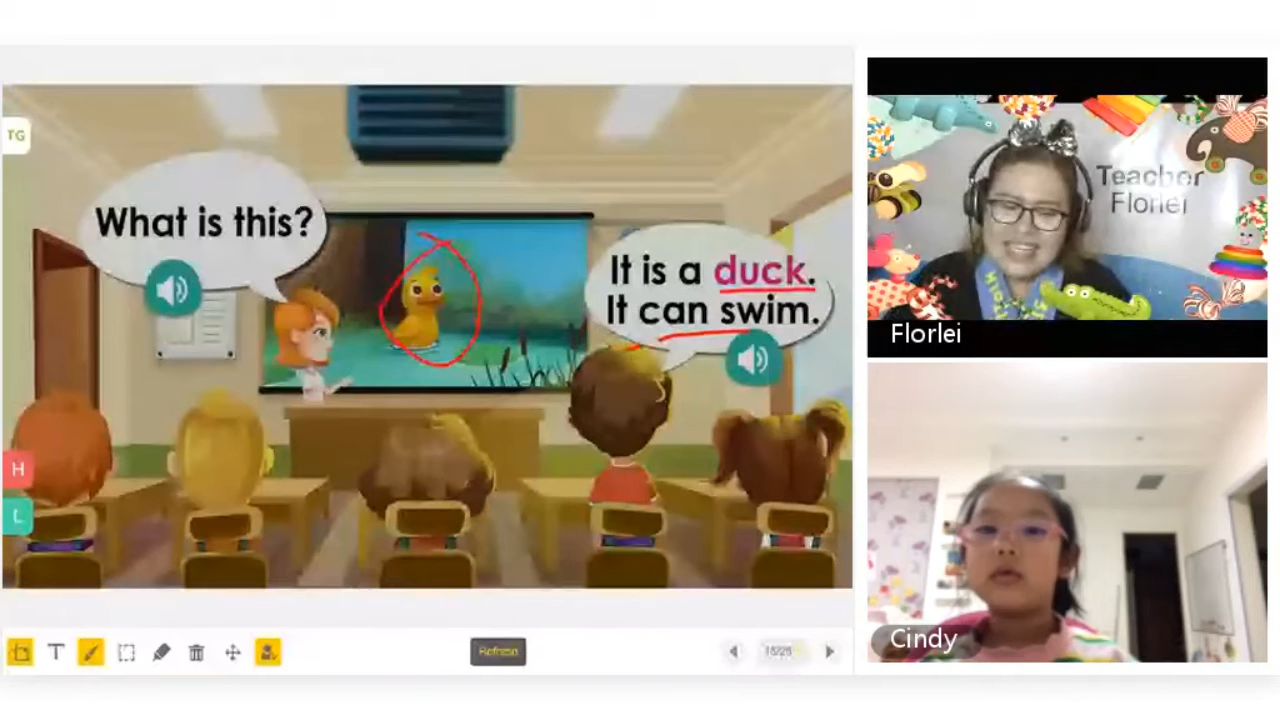 TG
What is this?
It is a duck.
It can swim.
Teacher
Florlei
Florlei
H
L
Cindy
T
Refresh